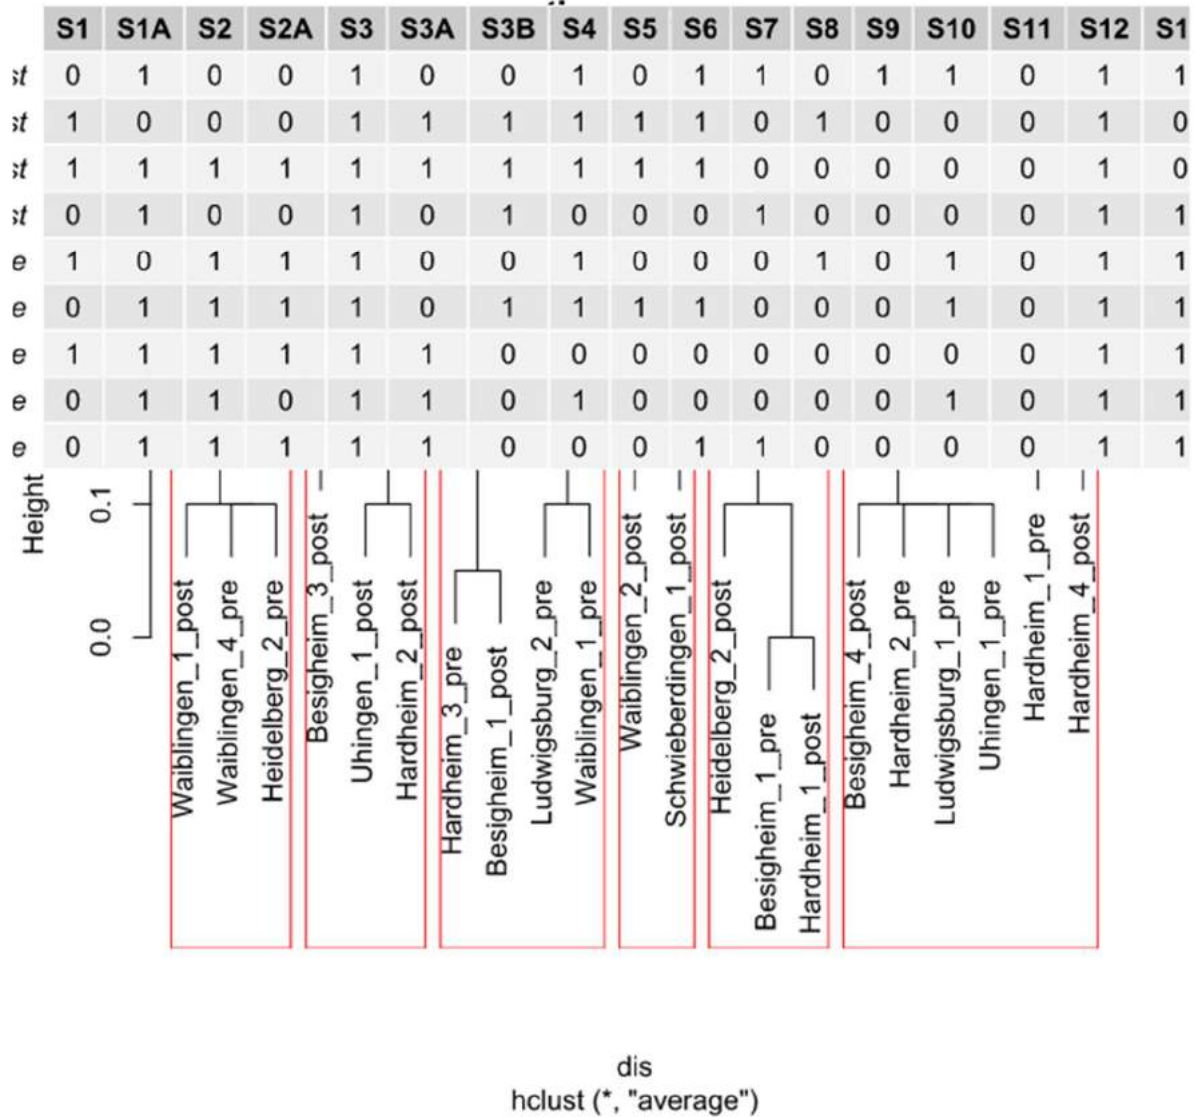 S1 S1A S2 S2A S3 S3A S3B S4 S5 S6 S7 S8 S9 S10 S11 S12 S1
st 0 1 0 0 1 0 0 1 0 1 1 0 1 1 0 1 1
st 1 0 0 0 1 1 1 1 1 1 0 1 0 0 0 1 0
st 1 1 1 1 1 1 1 1 1 1 0 0 0 0 0 1 0
st 0 1 0 0 1 0 1 0 0 0 1 0 0 0 0 1 1
e 1 0 1 1 1 0 0 1 0 0 0 1 0 1 0 1 1
e 0 1 1 1 1 0 1 1 1 1 0 0 0 1 0 1 1
e 1 1 1 1 1 1 0 0 0 0 0 0 0 0 0 1 1
e 0 1 1 0 1 1 0 1 0 0 0 0 0 1 0 1 1
e 0 1 1 1 1 1 0 0 0 1 1 0 0 0 0 1 1
Height
0.1
0.0
Waiblingen_1_post
Waiblingen_4_pre
Heidelberg_2_pre
Besigheim_3_post
Uhingen_1_post
Hardheim_2_post
Hardheim_3_pre
Besigheim_1_post
Ludwigsburg_2_pre
Waiblingen_1_pre
Waiblingen_2_post
Schwieberdingen_1_post
Heidelberg_2_post
Besigheim_1_pre
Hardheim_1_post
Besigheim_4_post
Hardheim_2_pre
Ludwigsburg_1_pre
Uhingen_1_pre
Hardheim_1_pre
Hardheim_4_post
dis
hclust (*, "average")